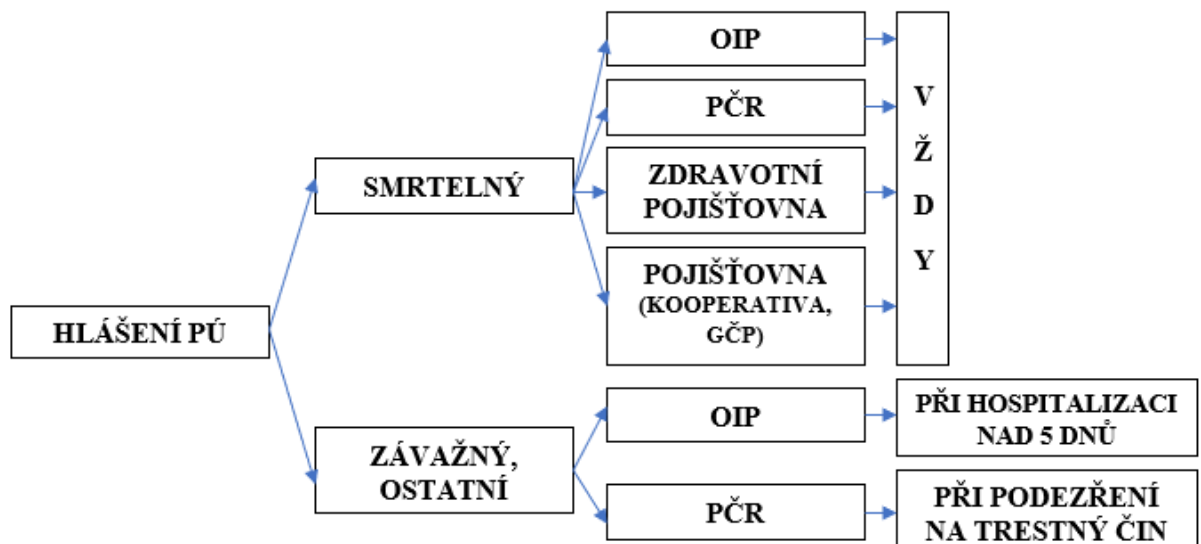 HLÁŠENÍ PÚ
SMRTELNÝ
OIP
PČR
ZDRAVOTNÍ
POJIŠŤOVNA
POJIŠŤOVNA
(KOOPERATIVA,
GČP)
V
Ž
D
Y
ZÁVAŽNÝ,
OSTATNÍ
OIP
PŘI HOSPITALIZACI
NAD 5 DNŮ
PČR
PŘI PODEZŘENÍ
NA TRESTNÝ ČIN